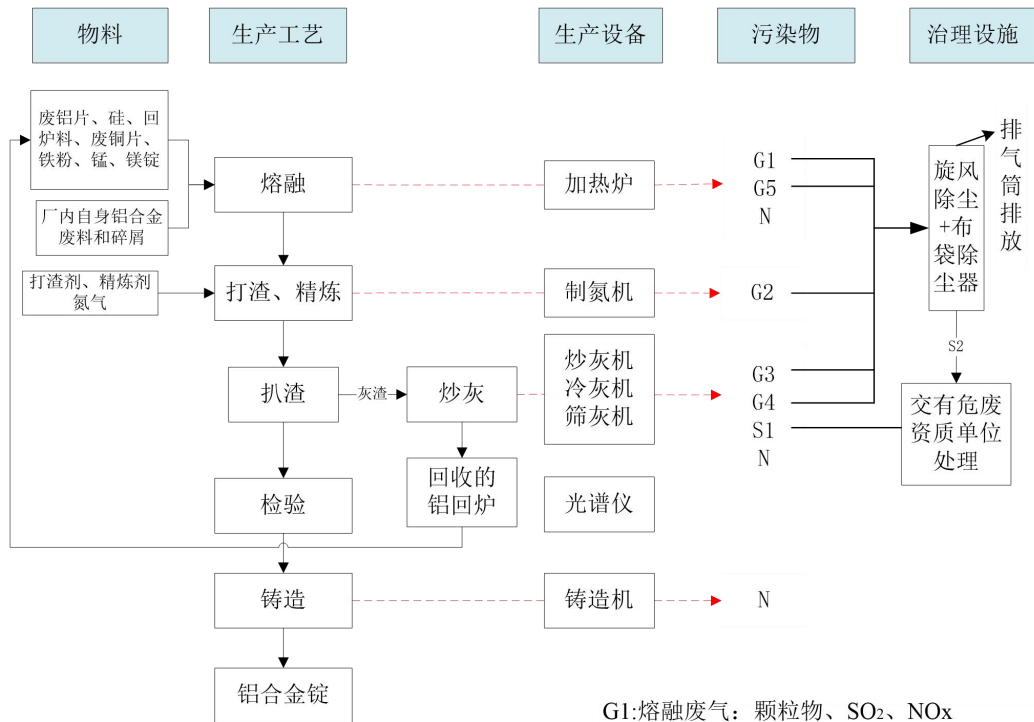 物料
生产工艺
生产设备
污染物
治理设施
废铝片、硅、回
炉料、废铜片、
铁粉、锰、镁锭
厂内自身铝合金
废料和碎屑
熔融
加热炉
G1
G5
N
旋风
除尘
+布
袋除
尘器
排
气
筒
排
放
打渣剂、精炼剂
氮气
打渣、精炼
制氮机
G2
S2
扒渣
灰渣
炒灰
炒灰机
冷灰机
筛灰机
G3
G4
S1
N
交有危废
资质单位
处理
检验
回收的
铝回炉
光谱仪
铸造
铸造机
N
铝合金锭
G1:熔融废气：颗粒物、SO₂、NOx